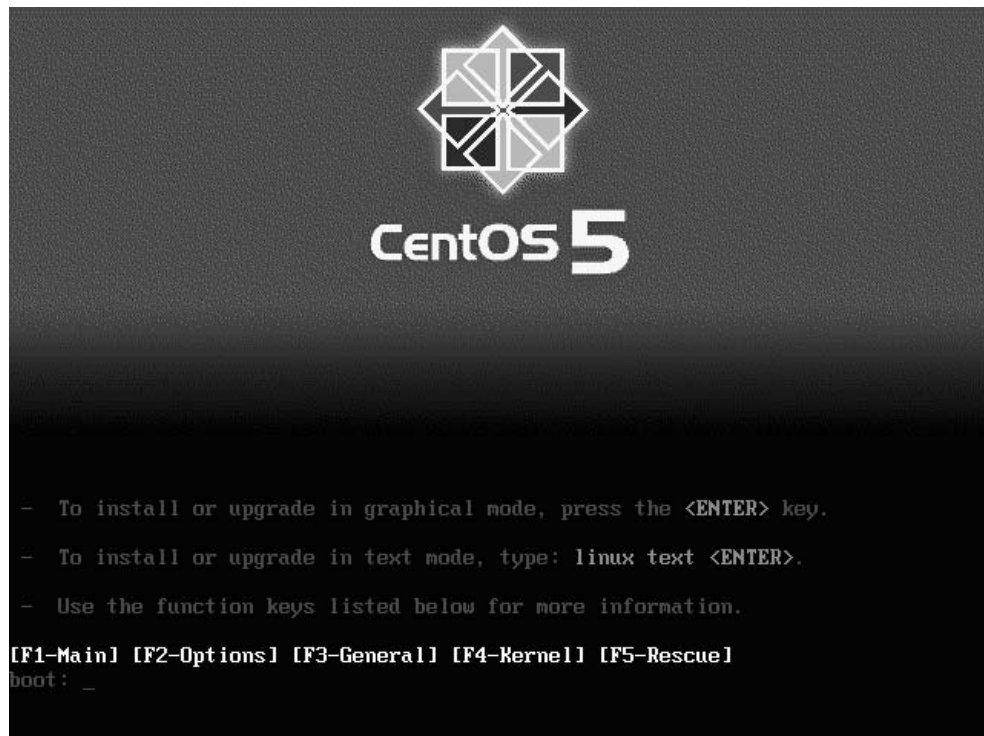 CentOS 5
- To install or upgrade in graphical mode, press the <ENTER> key.
- To install or upgrade in text mode, type: linux text <ENTER>.
- Use the function keys listed below for more information.
[F1-Main] [F2-Options] [F3-General] [F4-Kernel] [F5-Rescue]
boot: _